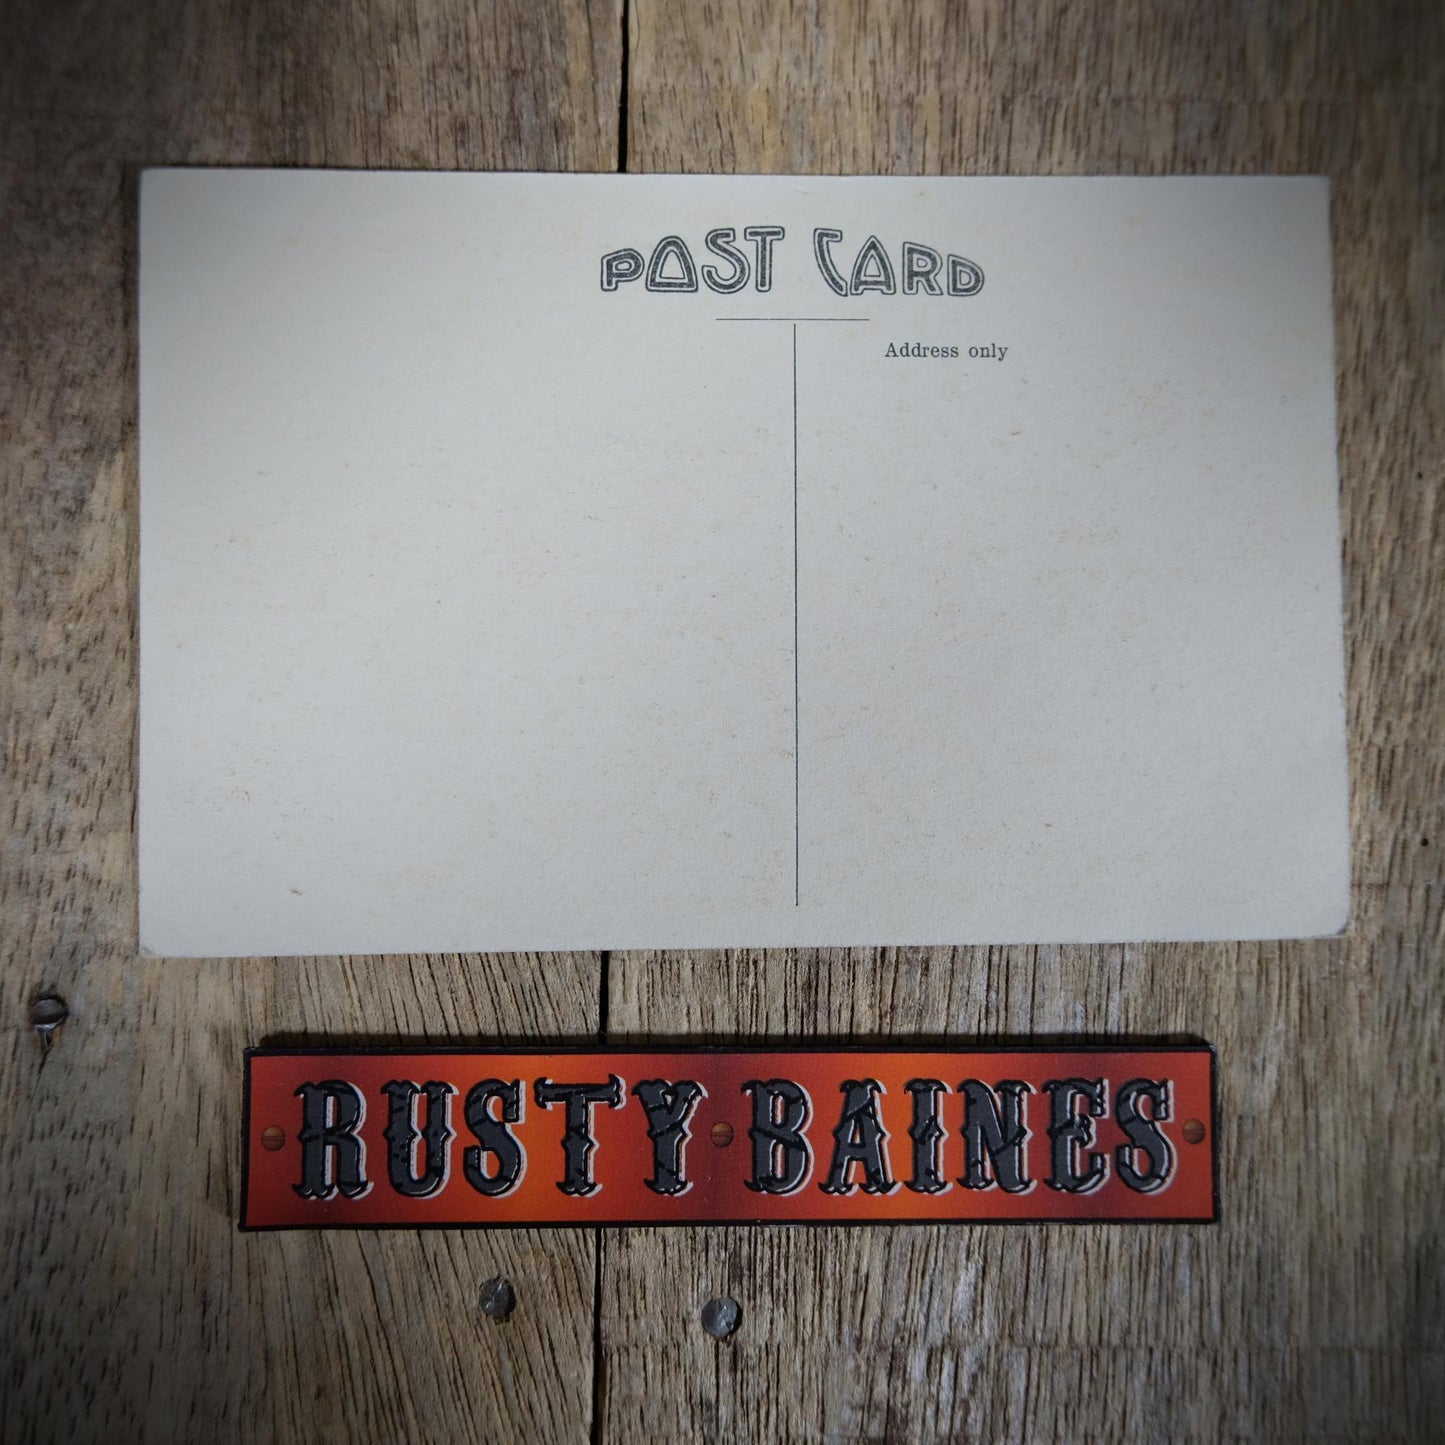 POST CARD
Address only
RUSTY BAINES